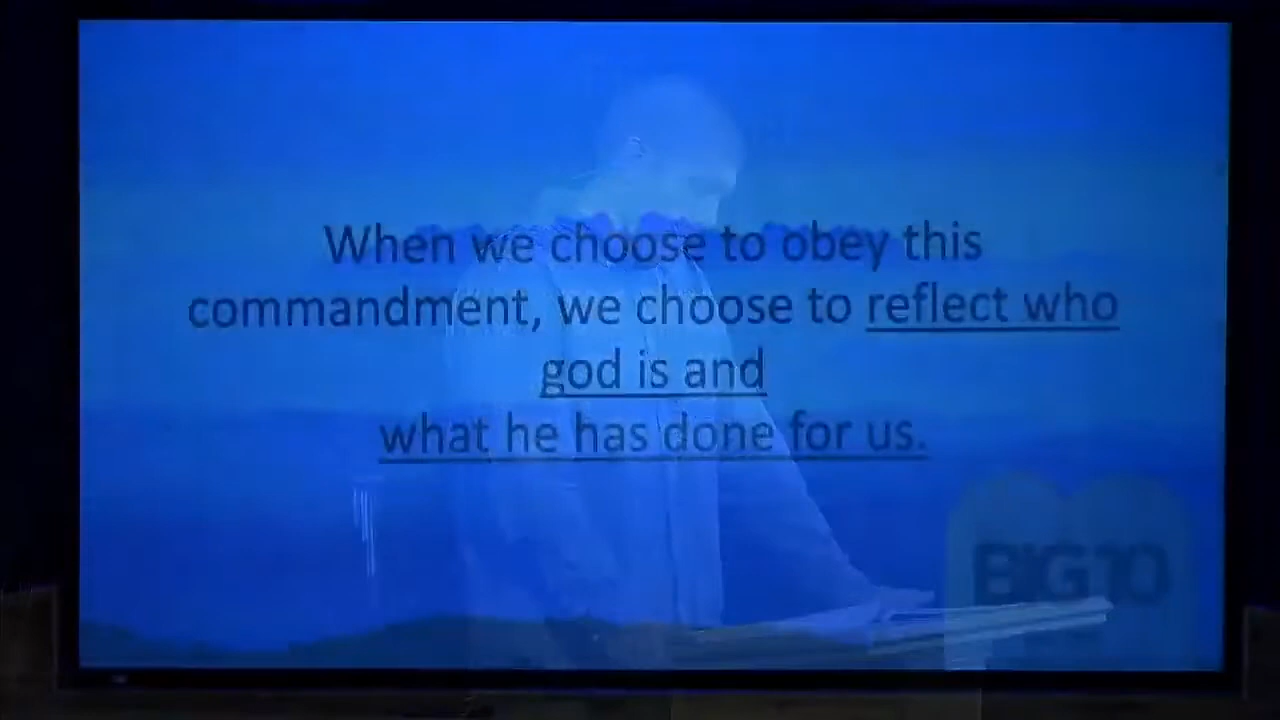 When we choose to obey this
commandment, we choose to reflect who
god is and
what he has done for us.
BIG10